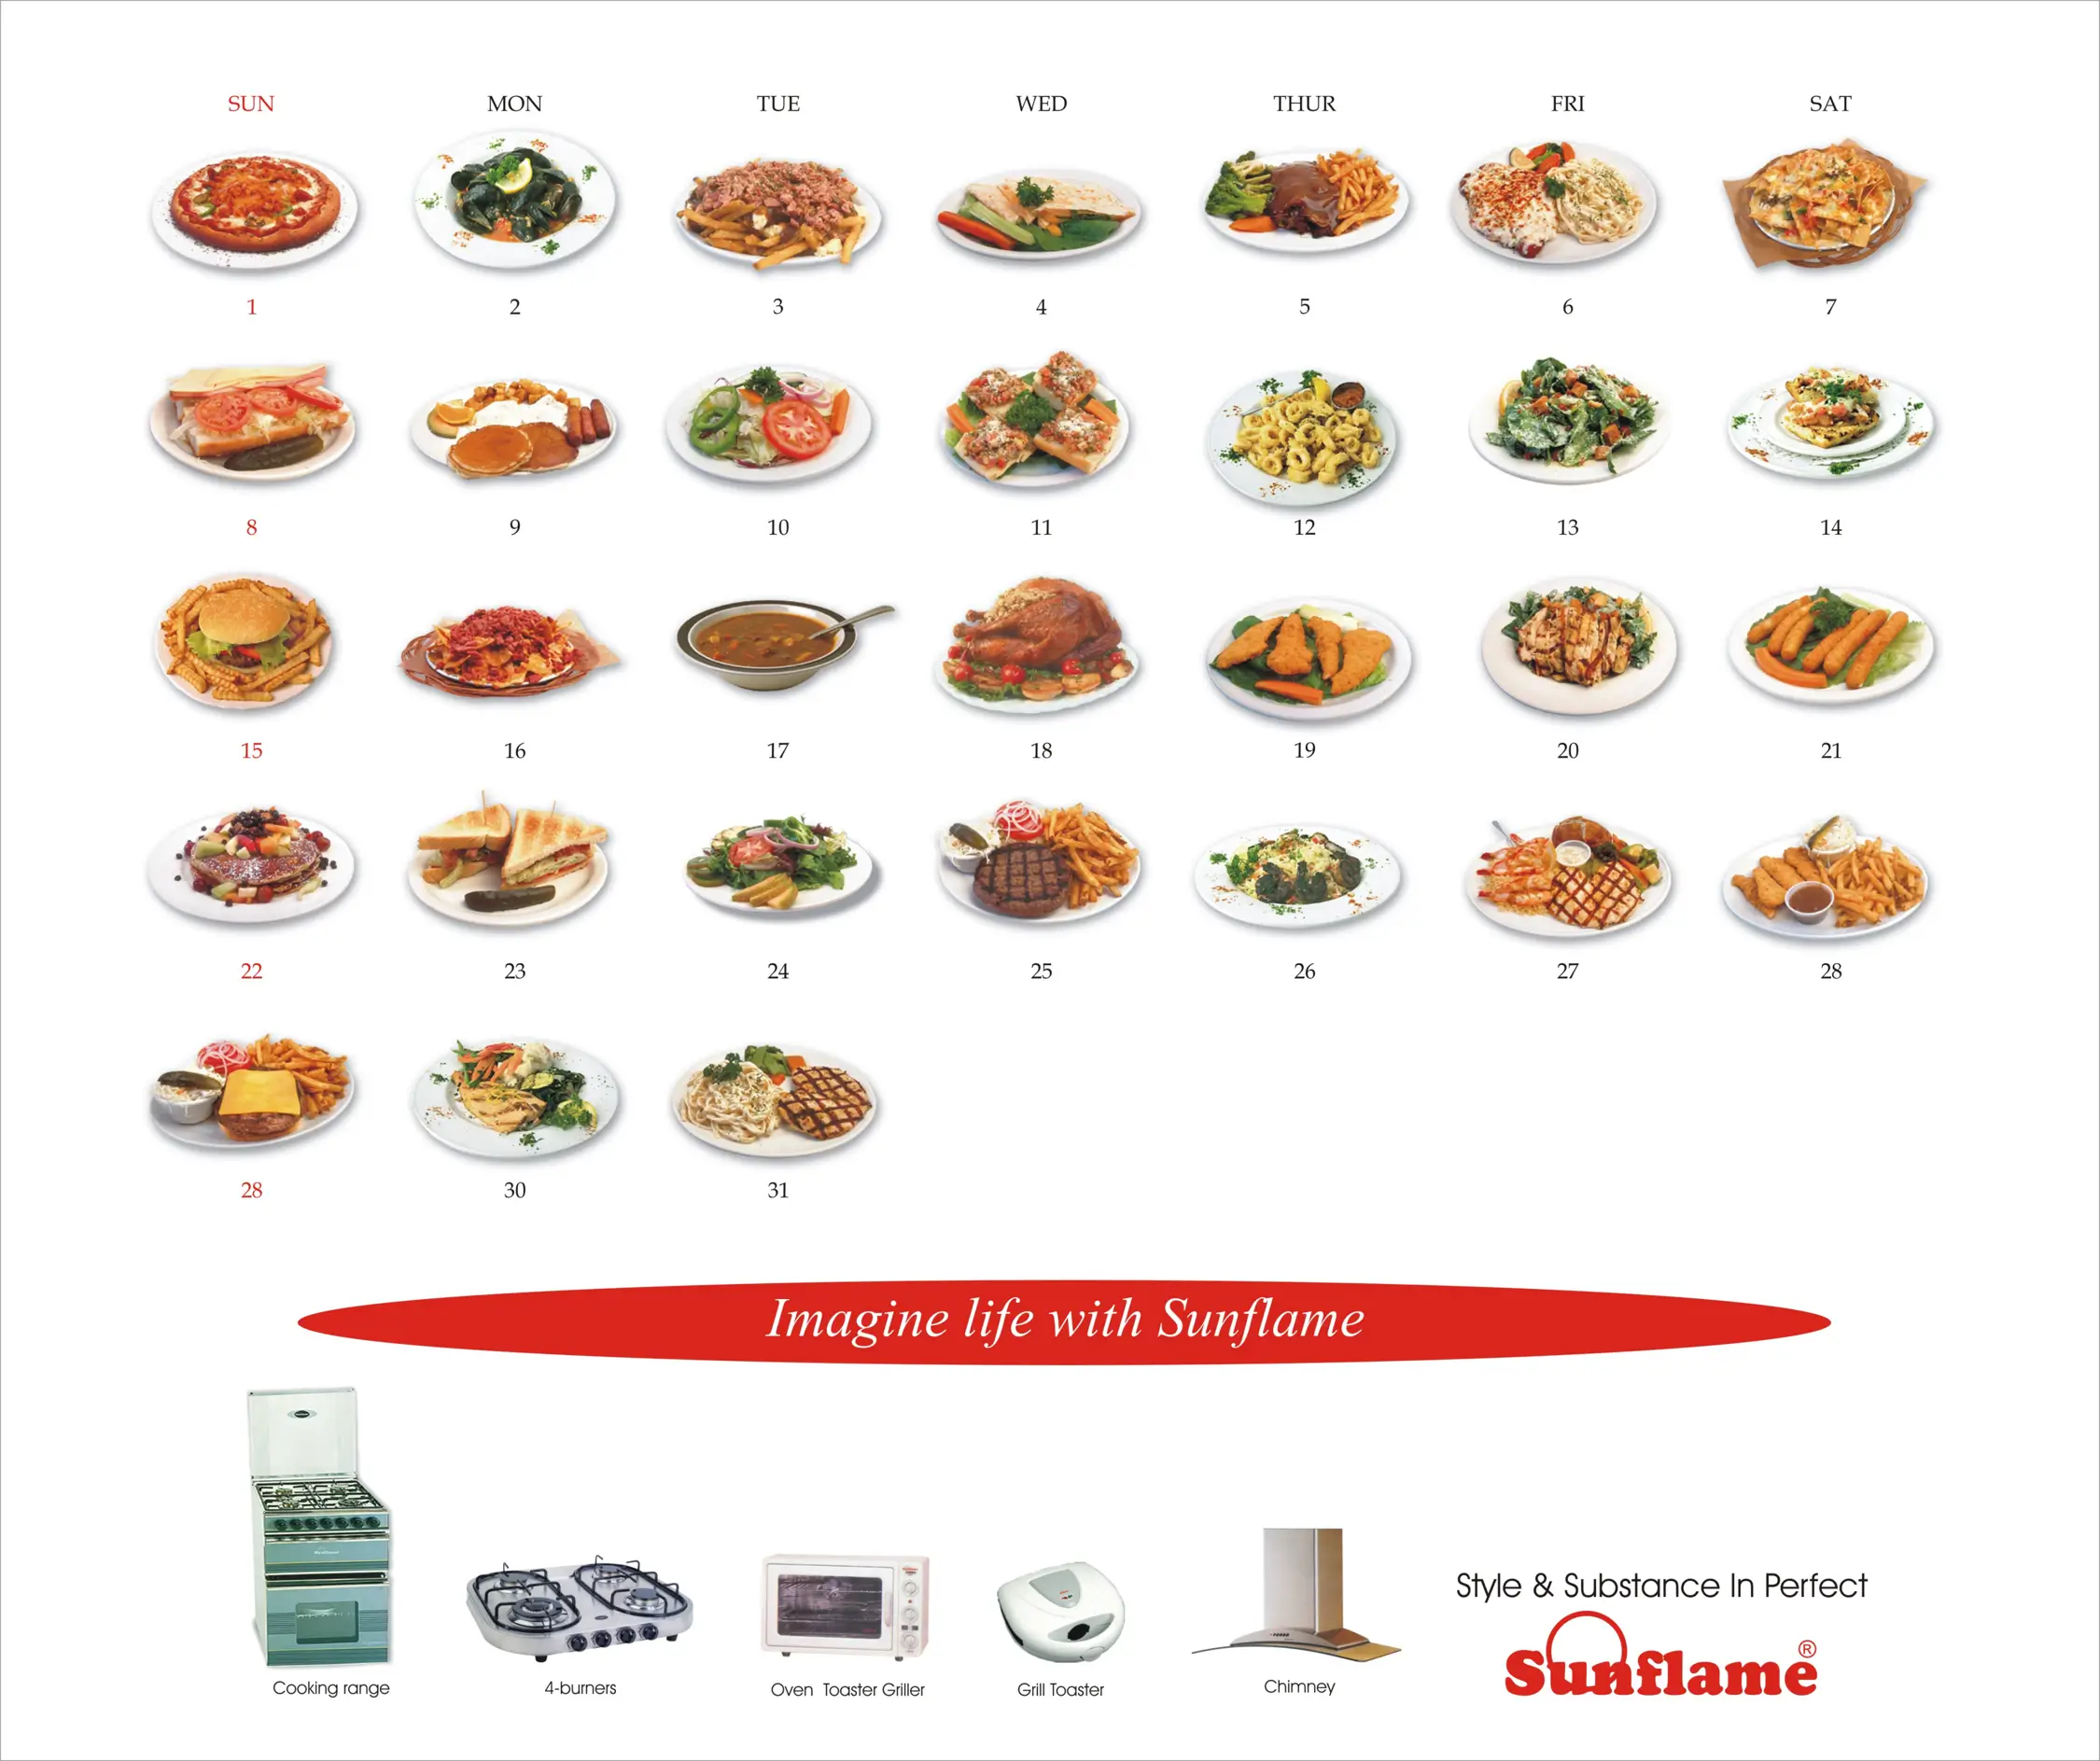 SUN MON TUE WED THUR FRI SAT
1 2 3 4 5 6 7
8 9 10 11 12 13 14
15 16 17 18 19 20 21
22 23 24 25 26 27 28
28 30 31
Imagine life with Sunflame
Cooking range 4-burners Oven Toaster Griller Grill Toaster Chimney
Style & Substance In Perfect
Sunflame®